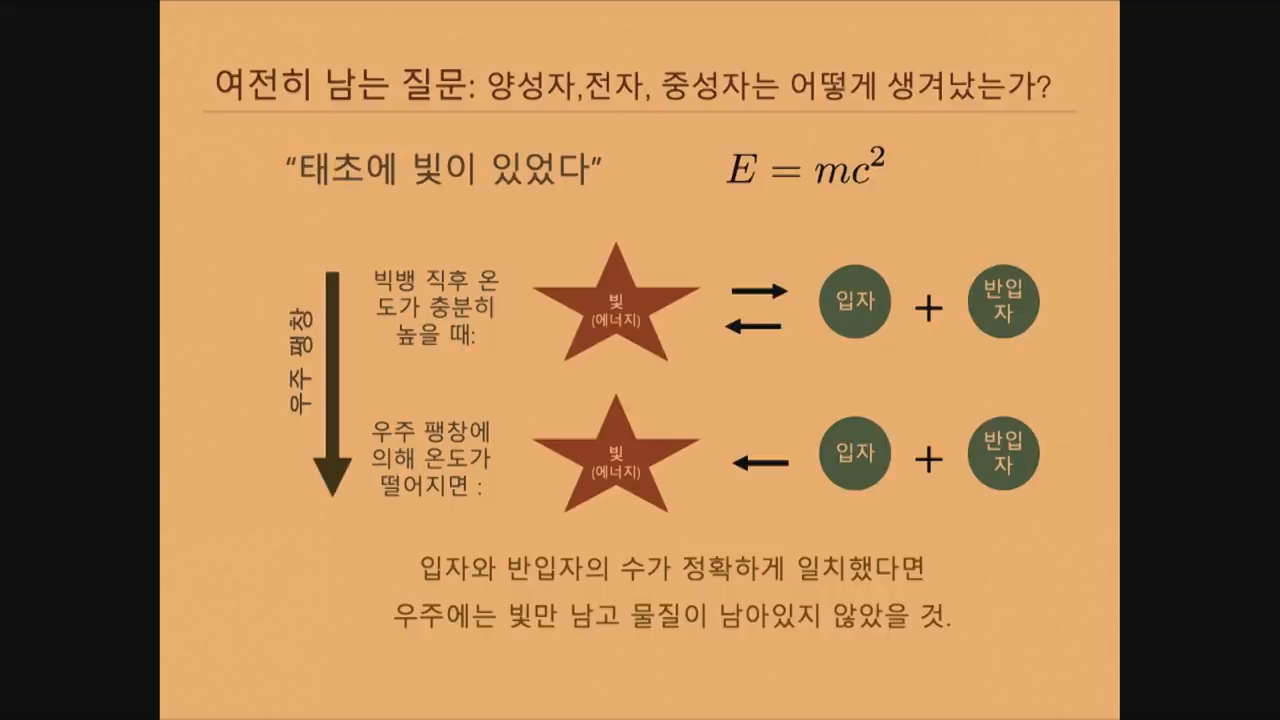 여전히 남는 질문: 양성자,전자, 중성자는 어떻게 생겨났는가?
“태초에 빛이 있었다”
E = mc²
우주 팽창
빅뱅 직후 온
도가 충분히
높을 때:
빛
(에너지)
입자
+
반입
자
우주 팽창에
의해 온도가
떨어지면 :
빛
(에너지)
입자
+
반입
자
입자와 반입자의 수가 정확하게 일치했다면
우주에는 빛만 남고 물질이 남아있지 않았을 것.